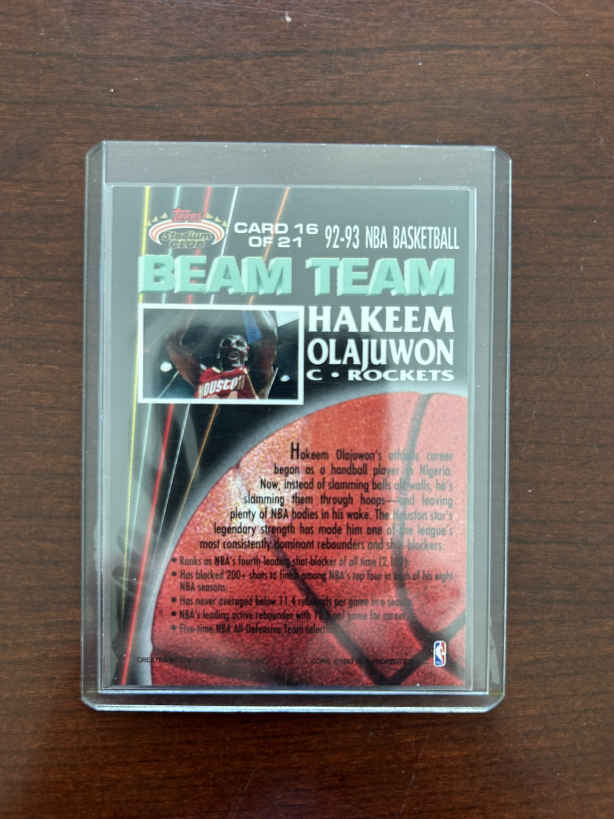 Topps
Stadium
CLUB
CARD 16
OF 21
92-93 NBA BASKETBALL
BEAM TEAM
HAKEEM
OLAJUWON
C • ROCKETS
HOUSTON
Hakeem Olajuwon's athletic career
began as a handball player in Nigeria.
Now, instead of slamming balls off walls, he's
slamming them through hoops—and leaving
plenty of NBA bodies in his wake. The Houston star's
legendary strength has made him one of the league's
most consistently dominant rebounders and shot-blockers.
• Ranks as NBA's fourth-leading shot-blocker of all time
• Has blocked 200+ shots to finish among NBA's top four in each of his eight
NBA seasons.
• Has never averaged below 11.4 rebounds per game in a season.
• NBA's leading active rebounder with per game for career.
• Five-time NBA All-Defensive Team selection